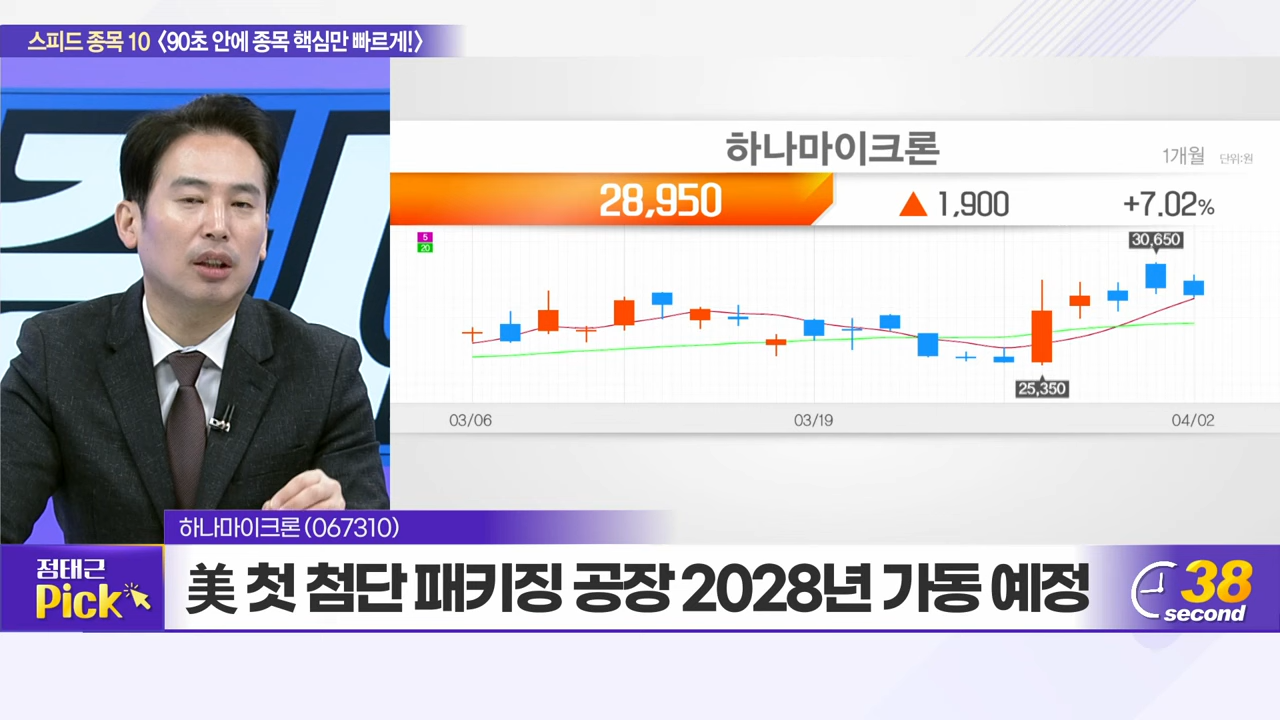 스피드 종목 10 〈90초 안에 종목 핵심만 빠르게!〉
하나마이크론
1개월 단위:원
28,950 ▲ 1,900 +7.02%
5
20
30,650
25,350
03/06 03/19 04/02
하나마이크론(067310)
정태근
Pick
美 첫 첨단 패키징 공장 2028년 가동 예정
38
second